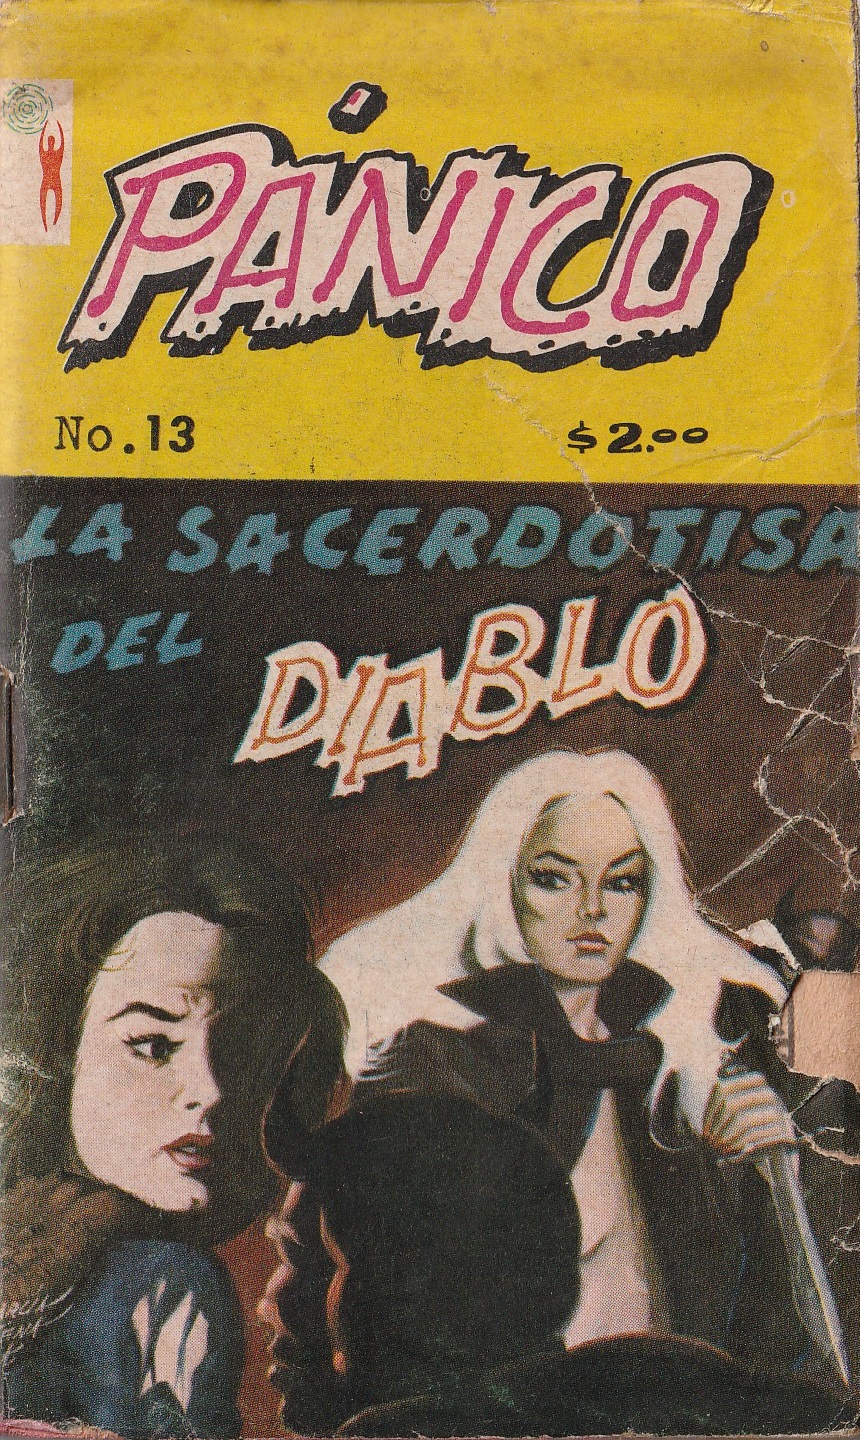 PÁNICO
No.13
$2.00
LA SACERDOTISA
DEL
DIABLO